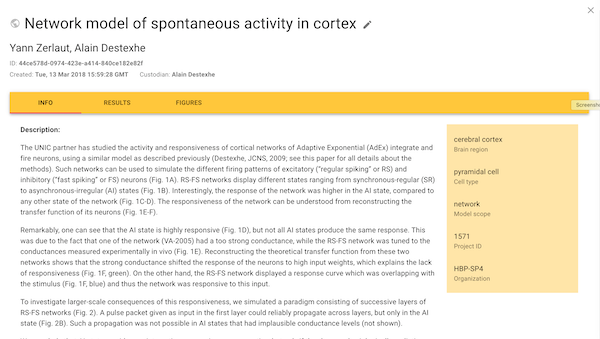 Network model of spontaneous activity in cortex
Yann Zerlaut, Alain Destexhe
ID: 44ce578d-0974-423e-a414-840ce182e82f
Created: Tue, 13 Mar 2018 15:59:28 GMT Custodian: Alain Destexhe
INFO RESULTS FIGURES
Screensho
Description:
The UNIC partner has studied the activity and responsiveness of cortical networks of Adaptive Exponential (AdEx) integrate and
fire neurons, using a similar model as described previously (Destexhe, JCNS, 2009; see this paper for all details about the
methods). Such networks can be used to simulate the different firing patterns of excitatory ("regular spiking" or RS) and
inhibitory ("fast spiking" or FS) neurons (Fig. 1A). RS-FS networks display different states ranging from synchronous-regular (SR)
to asynchronous-irregular (AI) states (Fig. 1B). Interestingly, the response of the network was higher in the AI state, compared to
any other state of the network (Fig. 1C-D). The responsiveness of the network can be understood from reconstructing the
transfer function of its neurons (Fig. 1E-F).
Remarkably, one can see that the AI state is highly responsive (Fig. 1D), but not all AI states produce the same response. This
was due to the fact that one of the network (VA-2005) had a too strong conductance, while the RS-FS network was tuned to the
conductances measured experimentally in vivo (Fig. 1E). Reconstructing the theoretical transfer function from these two
networks shows that the strong conductance shifted the response of the neurons to high input weights, which explains the lack
of responsiveness (Fig. 1F, green). On the other hand, the RS-FS network displayed a response curve which was overlapping with
the stimulus (Fig. 1F, blue) and thus the network was responsive to this input.
To investigate larger-scale consequences of this responsiveness, we simulated a paradigm consisting of successive layers of
RS-FS networks (Fig. 2). A pulse packet given as input in the first layer could reliably propagate across layers, but only in the AI
state (Fig. 2B). Such a propagation was not possible in AI states that had implausible conductance levels (not shown).
cerebral cortex
Brain region
pyramidal cell
Cell type
network
Model scope
1571
Project ID
HBP-SP4
Organization